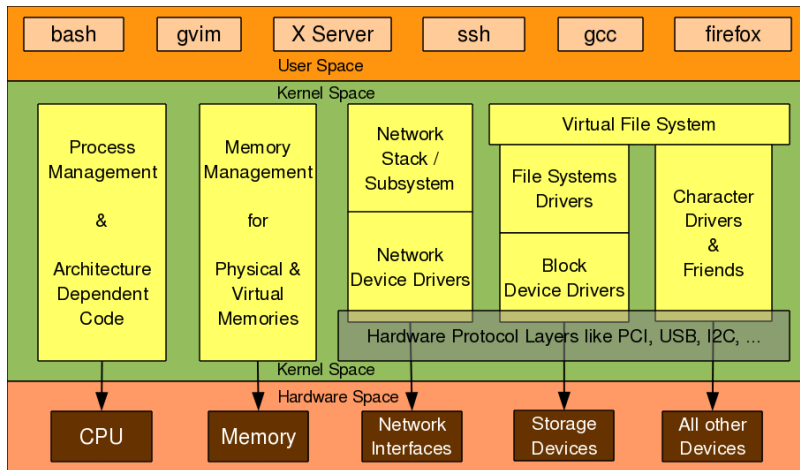 bash
gvim
X Server
ssh
gcc
firefox
User Space
Kernel Space
Process
Management
&
Architecture
Dependent
Code
Memory
Management
for
Physical &
Virtual
Memories
Network
Stack /
Subsystem
Network
Device Drivers
Virtual File System
File Systems
Drivers
Block
Device Drivers
Character
Drivers
&
Friends
Hardware Protocol Layers like PCI, USB, I2C, ...
Kernel Space
Hardware Space
CPU
Memory
Network
Interfaces
Storage
Devices
All other
Devices